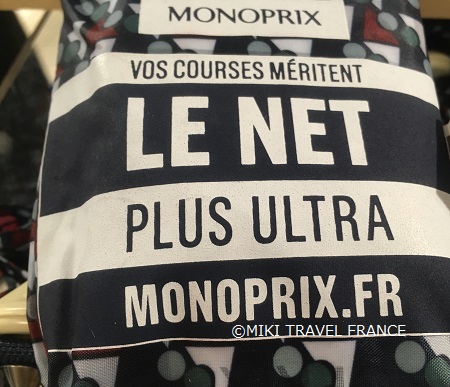 MONOPRIX
VOS COURSES MÉRITENT
LE NET
PLUS ULTRA
MONOPRIX.FR
©MIKI TRAVEL FRANCE